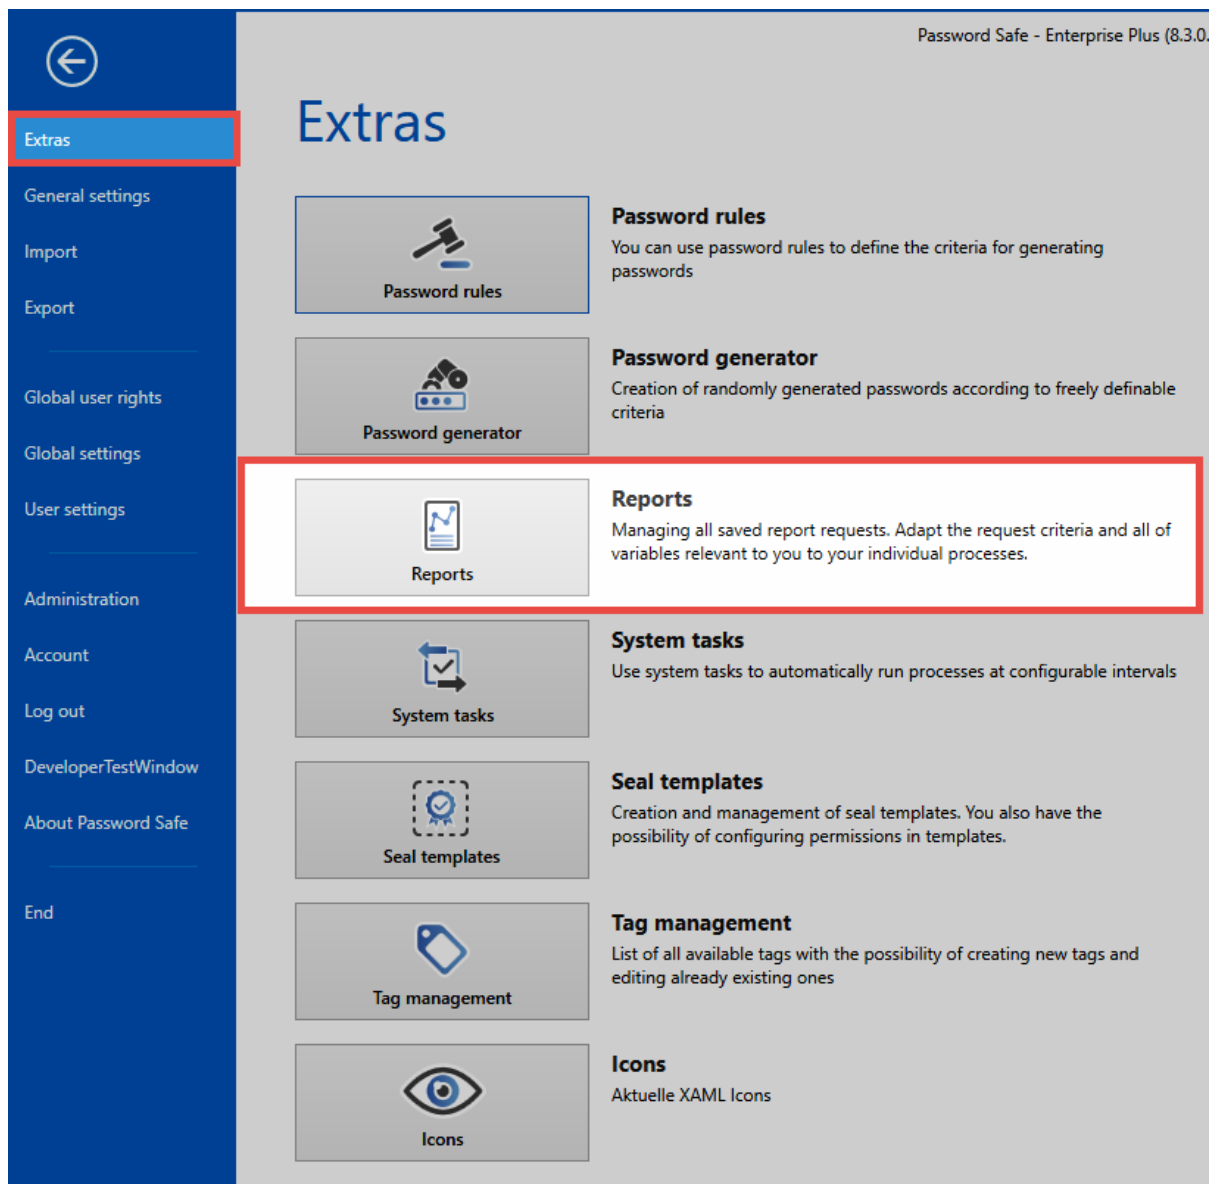 Password Safe - Enterprise Plus (8.3.0.
Extras
Extras
General settings
Import
Export
Global user rights
Global settings
User settings
Administration
Account
Log out
DeveloperTestWindow
About Password Safe
End
Password rules
Password rules
You can use password rules to define the criteria for generating
passwords
Password generator
Password generator
Creation of randomly generated passwords according to freely definable
criteria
Reports
Reports
Managing all saved report requests. Adapt the request criteria and all of
variables relevant to you to your individual processes.
System tasks
System tasks
Use system tasks to automatically run processes at configurable intervals
Seal templates
Seal templates
Creation and management of seal templates. You also have the
possibility of configuring permissions in templates.
Tag management
Tag management
List of all available tags with the possibility of creating new tags and
editing already existing ones
Icons
Icons
Aktuelle XAML Icons